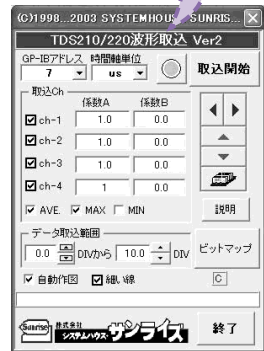 (C)1998...2003 SYSTEMHOUSE SUNRIS...
TDS210/220波形取込 Ver2
GP-IBアドレス 時間軸単位
7 us 取込開始
取込Ch
係数A 係数B
ch-1 1.0 0.0
ch-2 1.0 0.0
ch-3 1.0 0.0
ch-4 1 0.0
AVE. MAX MIN 説明
データ取込範囲
0.0 DIVから 10.0 DIV ビットマップ
自動作図 細い線 C
Sunrise 株式会社 システムハウス サンライズ 終了